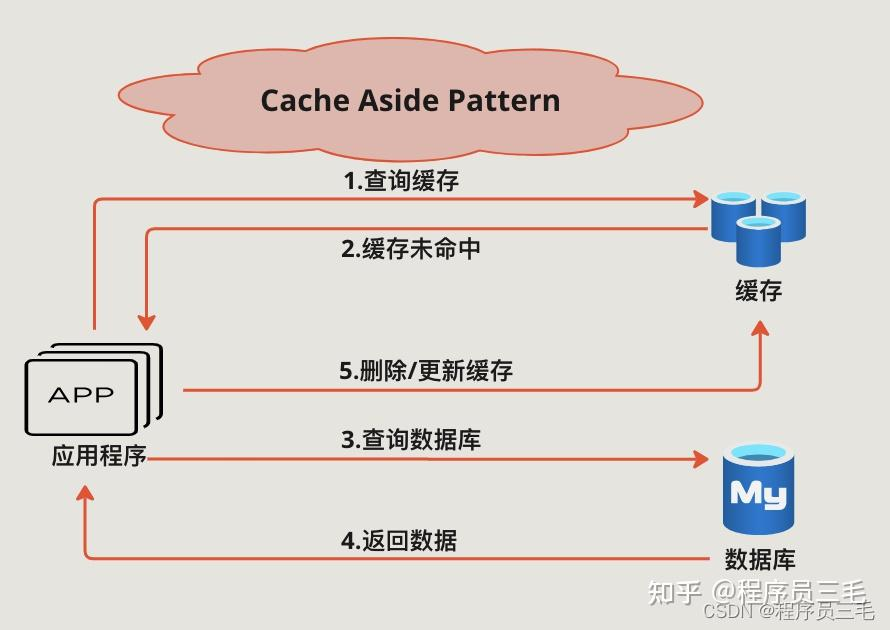 Cache Aside Pattern
1.查询缓存
2.缓存未命中
缓存
5.删除/更新缓存
APP
应用程序
3.查询数据库
My
4.返回数据
数据库
知乎 @程序员三毛
CSDN @程序员三毛